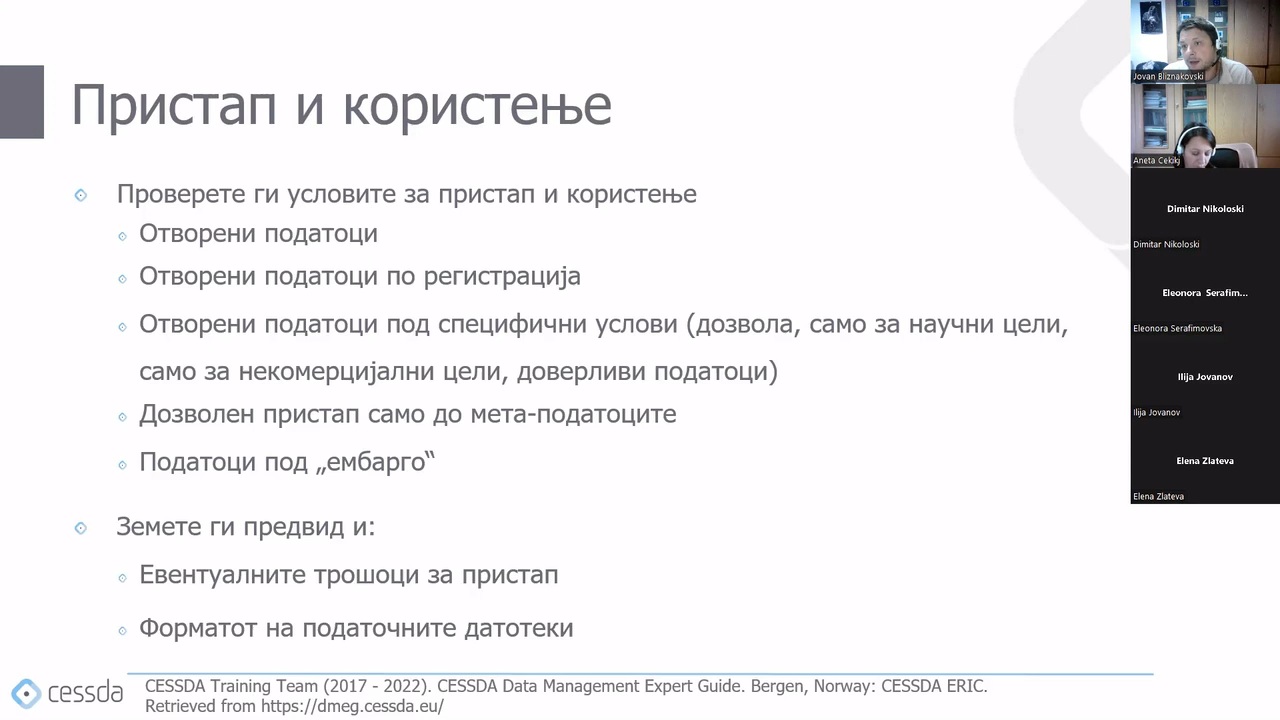 Пристап и користење
Проверете ги условите за пристап и користење
Отворени податоци
Отворени податоци по регистрација
Отворени податоци под специфични услови (дозвола, само за научни цели,
само за некомерцијални цели, доверливи податоци)
Дозволен пристап само до мета-податоците
Податоци под „ембарго“
Земете ги предвид и:
Евентуалните трошоци за пристап
Форматот на податочните датотеки
cessda
CESSDA Training Team (2017 - 2022). CESSDA Data Management Expert Guide. Bergen, Norway: CESSDA ERIC.
Retrieved from https://dmeg.cessda.eu/
Jovan Bliznakovski
Aneta Cekikj
Dimitar Nikoloski
Dimitar Nikoloski
Eleonora Serafim...
Eleonora Serafimovska
Ilija Jovanov
Ilija Jovanov
Elena Zlateva
Elena Zlateva